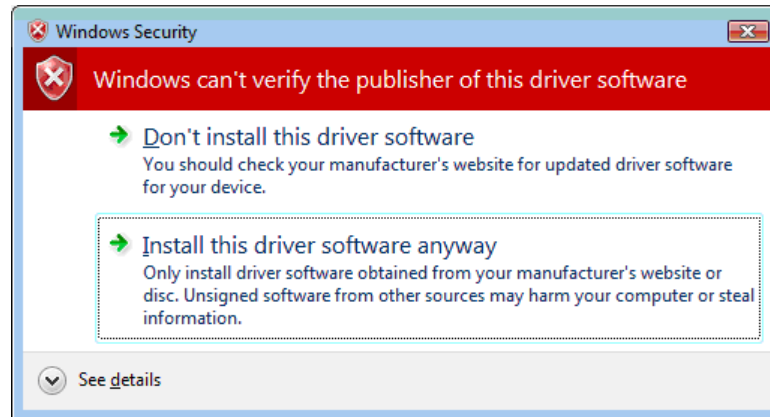 Windows Security
Windows can't verify the publisher of this driver software
Don't install this driver software
You should check your manufacturer's website for updated driver software
for your device.
Install this driver software anyway
Only install driver software obtained from your manufacturer's website or
disc. Unsigned software from other sources may harm your computer or steal
information.
See details